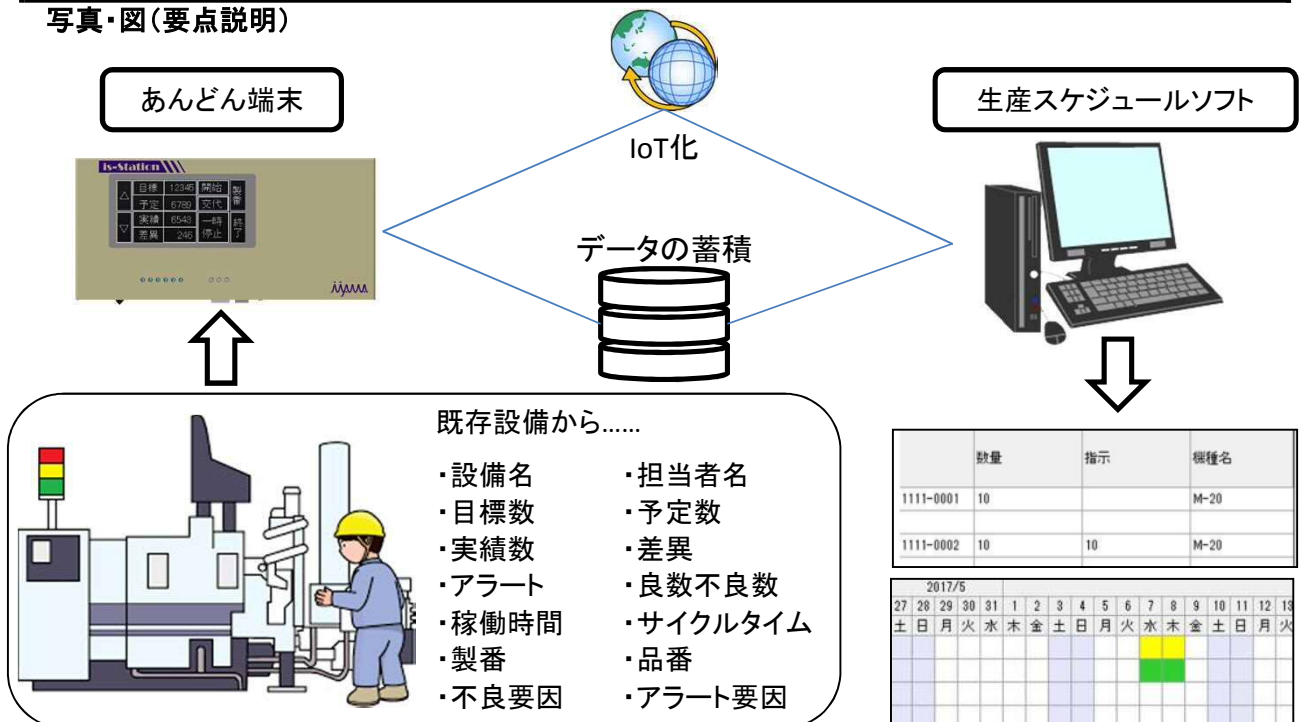 写真・図（要点説明）
あんどん端末
IoT化
生産スケジュールソフト
is-Station
目標 12345 開始 製番
△ 予定 6789 交代
実績 6543 一時停止 終了
▽ 差異 246
データの蓄積
既存設備から……
・設備名 ・担当者名
・目標数 ・予定数
・実績数 ・差異
・アラート ・良数不良数
・稼働時間 ・サイクルタイム
・製番 ・品番
・不良要因 ・アラート要因
数量 指示 機種名
1111-0001 10 M-20
1111-0002 10 10 M-20
2017/5
27 28 29 30 31 1 2 3 4 5 6 7 8 9 10 11 12 13
土 日 月 火 水 木 金 土 日 月 火 水 木 金 土 日 月 火